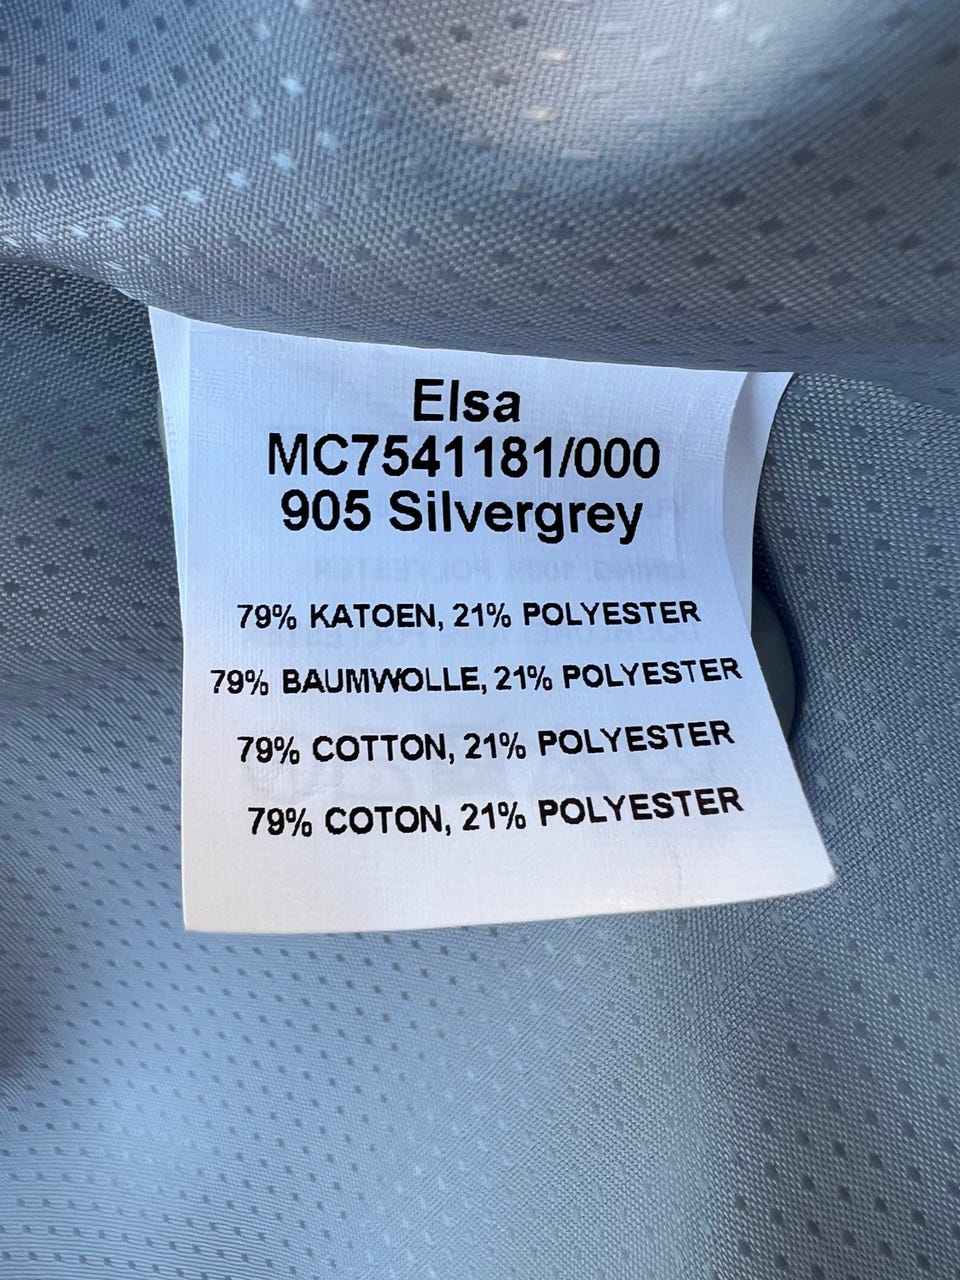 Elsa
MC7541181/000
905 Silvergrey
79% KATOEN, 21% POLYESTER
79% BAUMWOLLE, 21% POLYESTER
79% COTTON, 21% POLYESTER
79% COTON, 21% POLYESTER